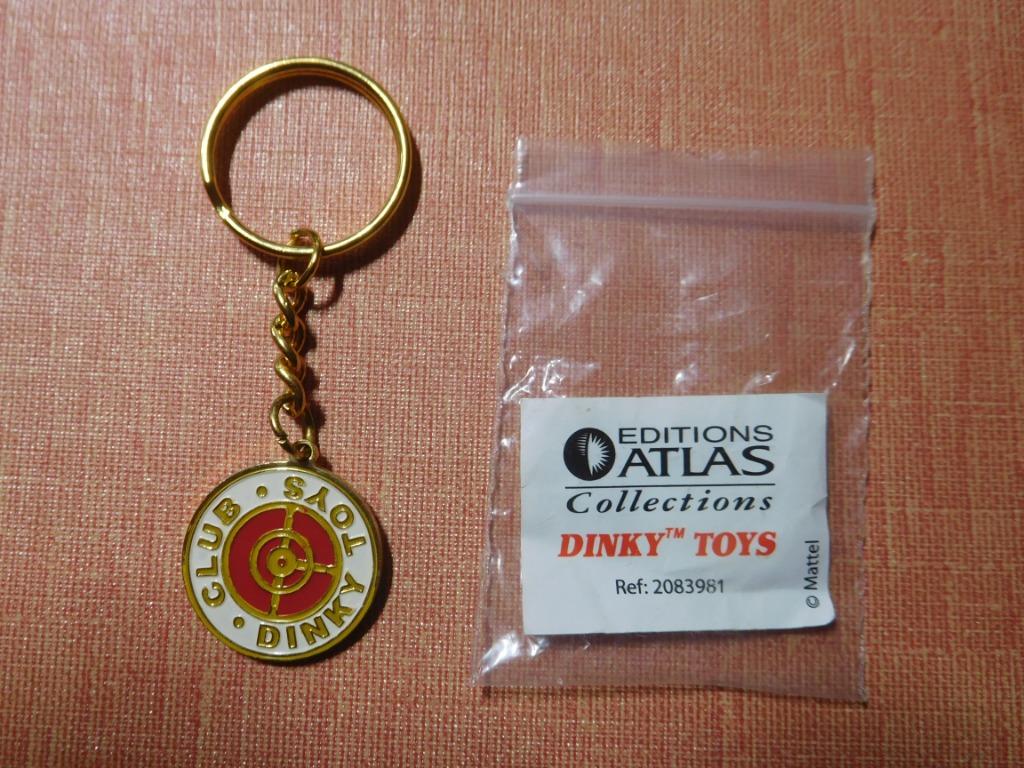 CLUB • DINKY TOYS •
EDITIONS
ATLAS
Collections
DINKY™ TOYS
Ref: 2083981
© Mattel